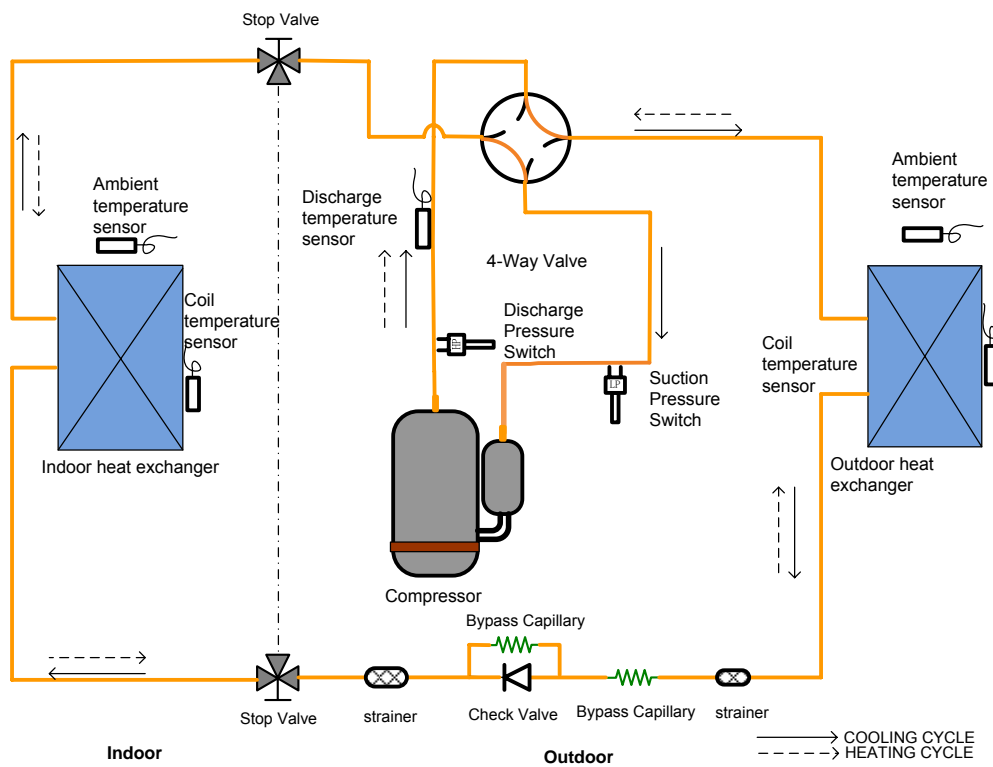 Stop Valve
Ambient
temperature
sensor
Discharge
temperature
sensor
Ambient
temperature
sensor
4-Way Valve
Coil
temperature
sensor
Discharge
Pressure
Switch
HP
Coil
temperature
sensor
LP
Suction
Pressure
Switch
Indoor heat exchanger
Outdoor heat
exchanger
Compressor
Bypass Capillary
Stop Valve
strainer
Check Valve
Bypass Capillary
strainer
Indoor
Outdoor
COOLING CYCLE
HEATING CYCLE